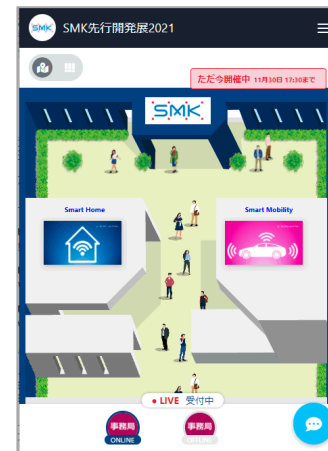 SMK SMK先行開発展2021
ただ今開催中 11月30日 17:30まで
SMK
Smart Home
Smart Mobility
● LIVE 受付中
事務局
ONLINE
事務局
OFFLINE